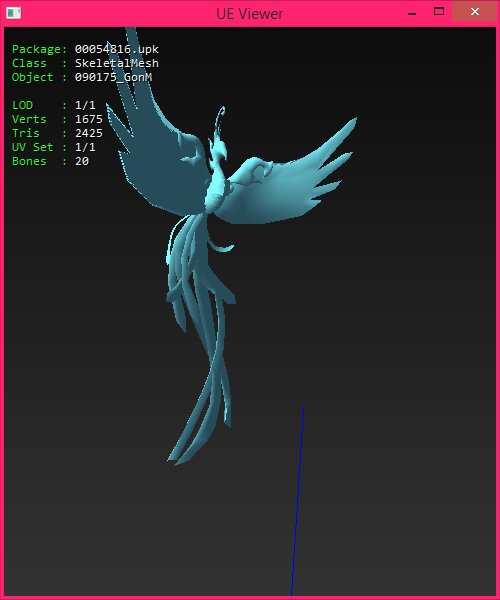 UE Viewer
Package: 00054816.upk
Class  : SkeletalMesh
Object : 090175_GonM
LOD    : 1/1
Verts  : 1675
Tris   : 2425
UV Set : 1/1
Bones  : 20